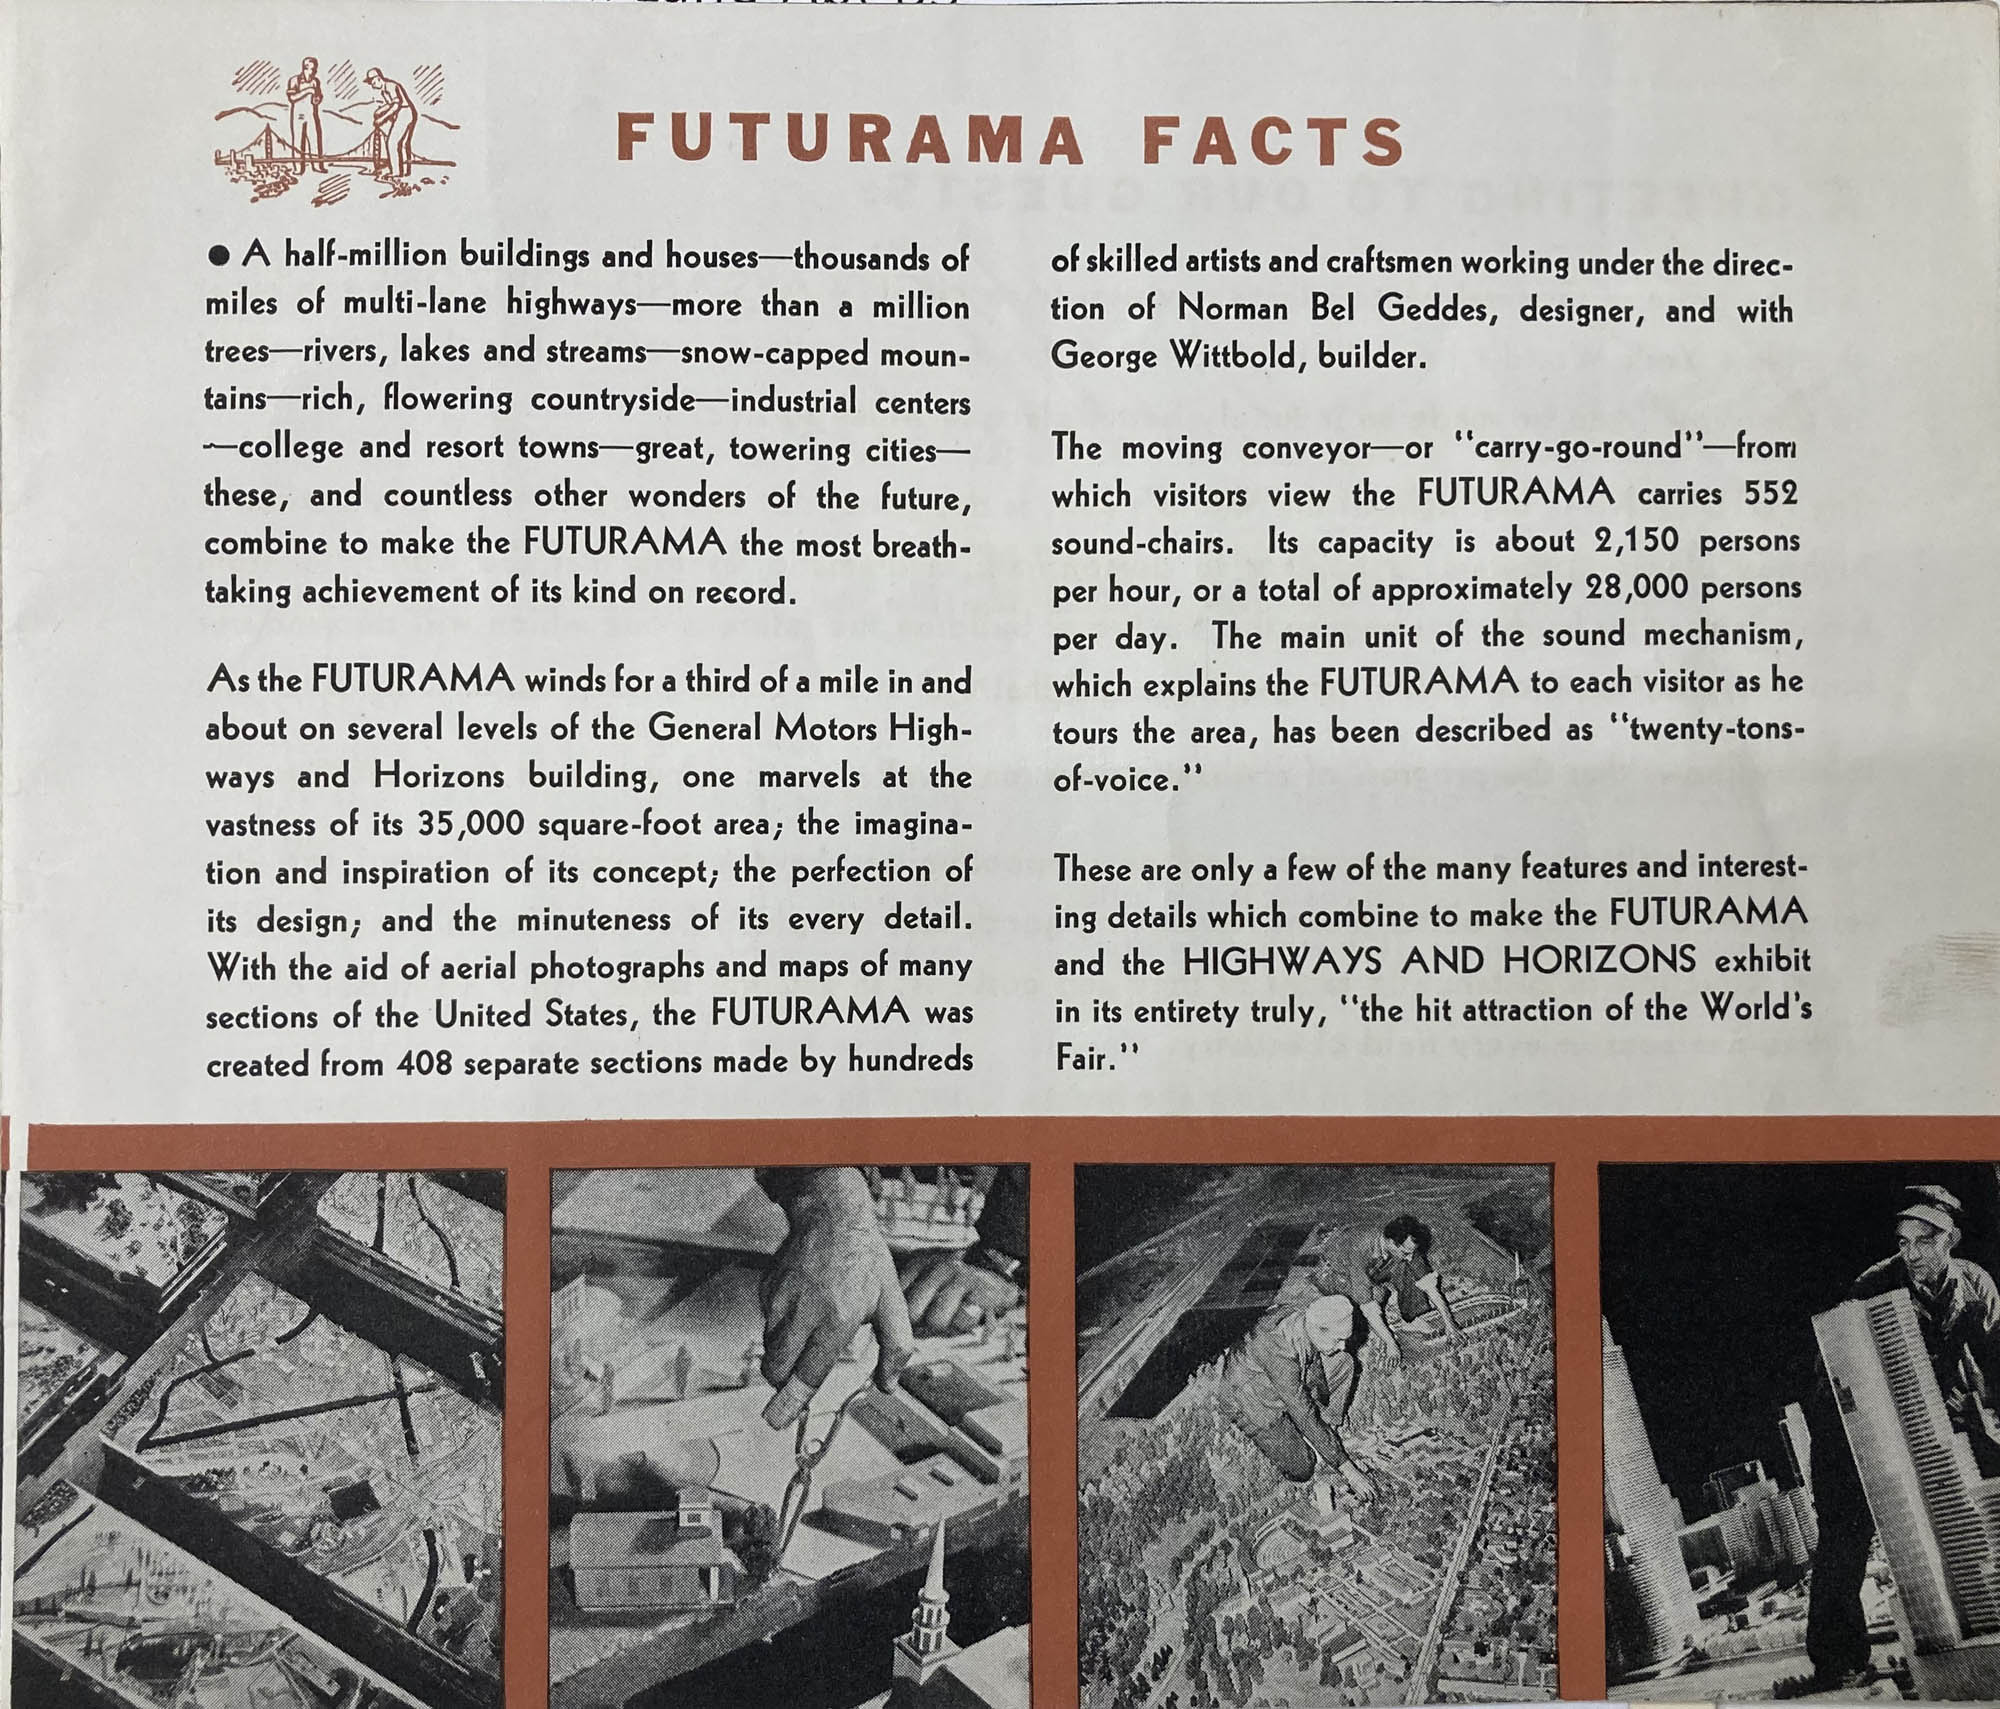 FUTURAMA FACTS
● A half-million buildings and houses—thousands of
miles of multi-lane highways—more than a million
trees—rivers, lakes and streams—snow-capped moun-
tains—rich, flowering countryside—industrial centers
—college and resort towns—great, towering cities—
these, and countless other wonders of the future,
combine to make the FUTURAMA the most breath-
taking achievement of its kind on record.
As the FUTURAMA winds for a third of a mile in and
about on several levels of the General Motors High-
ways and Horizons building, one marvels at the
vastness of its 35,000 square-foot area; the imagina-
tion and inspiration of its concept; the perfection of
its design; and the minuteness of its every detail.
With the aid of aerial photographs and maps of many
sections of the United States, the FUTURAMA was
created from 408 separate sections made by hundreds
of skilled artists and craftsmen working under the direc-
tion of Norman Bel Geddes, designer, and with
George Wittbold, builder.
The moving conveyor—or "carry-go-round"—from
which visitors view the FUTURAMA carries 552
sound-chairs. Its capacity is about 2,150 persons
per hour, or a total of approximately 28,000 persons
per day. The main unit of the sound mechanism,
which explains the FUTURAMA to each visitor as he
tours the area, has been described as "twenty-tons-
of-voice."
These are only a few of the many features and interest-
ing details which combine to make the FUTURAMA
and the HIGHWAYS AND HORIZONS exhibit
in its entirety truly, "the hit attraction of the World's
Fair."